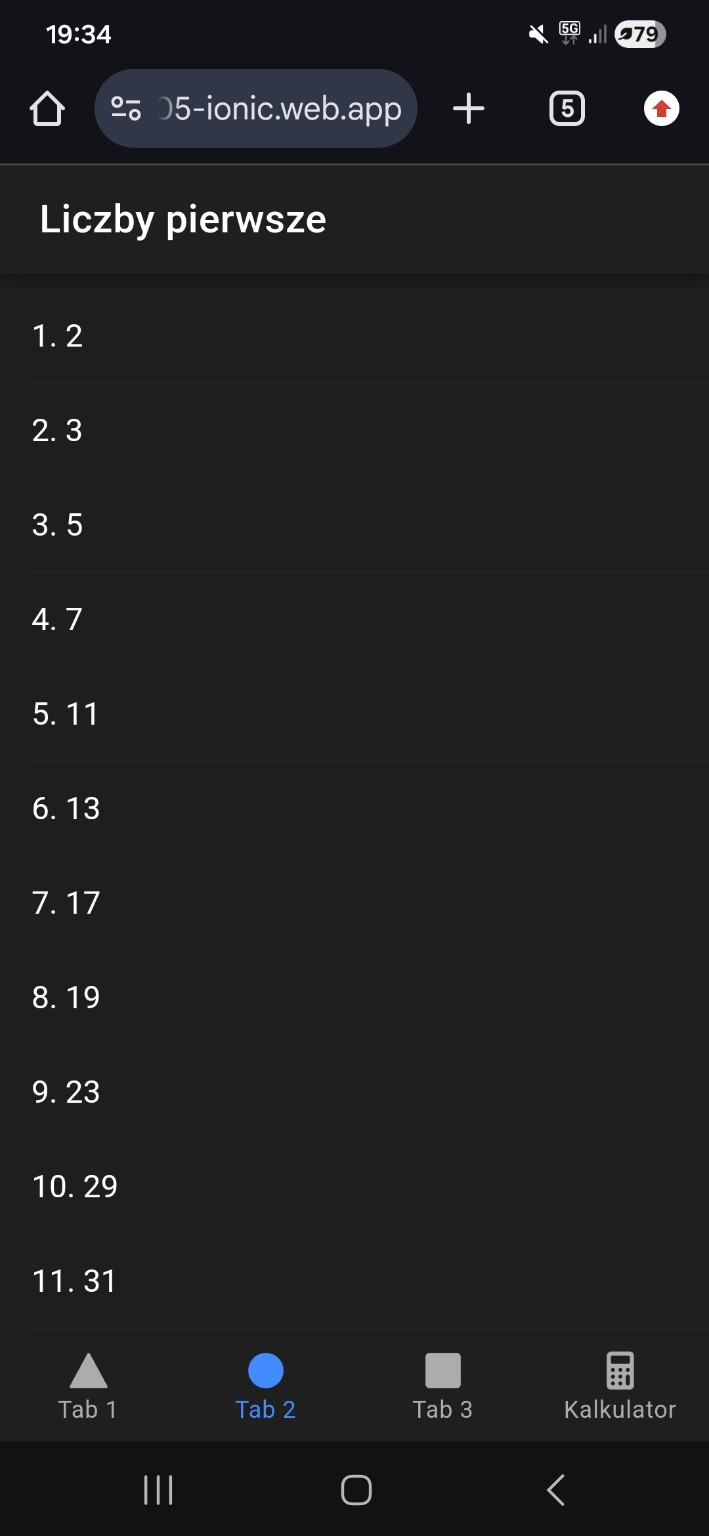 19:34
5G
79
5-ionic.web.app
5
Liczby pierwsze
1. 2
2. 3
3. 5
4. 7
5. 11
6. 13
7. 17
8. 19
9. 23
10. 29
11. 31
Tab 1
Tab 2
Tab 3
Kalkulator